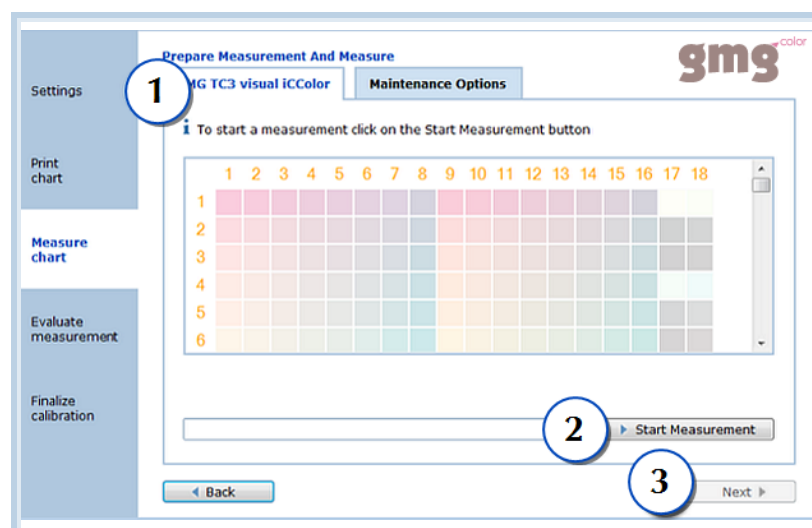 gmg color
Prepare Measurement And Measure
1
MG TC3 visual iCColor
Maintenance Options
Settings
To start a measurement click on the Start Measurement button
Print
chart
1 2 3 4 5 6 7 8 9 10 11 12 13 14 15 16 17 18
1
2
3
4
5
6
Measure
chart
Evaluate
measurement
Finalize
calibration
2
Start Measurement
3
Back
Next